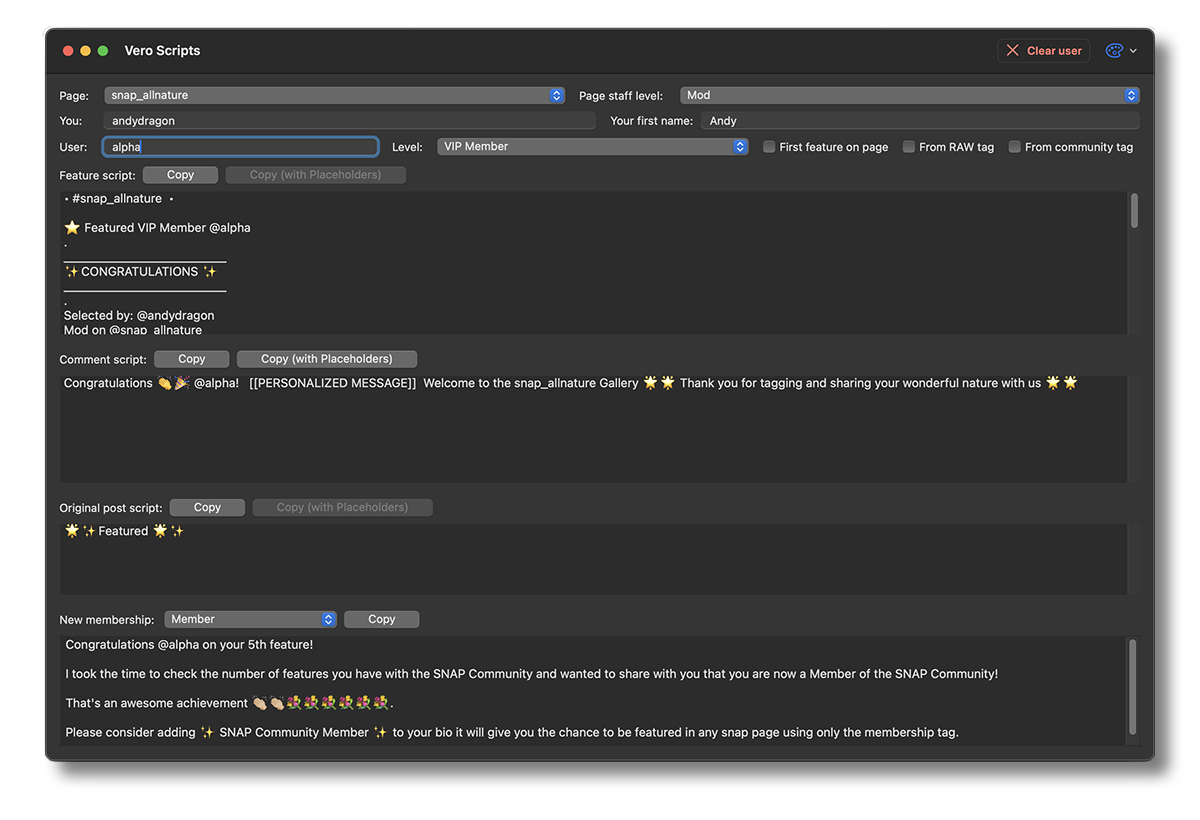 Vero Scripts
Clear user
Page: snap_allnature Page staff level: Mod
You: andydragon Your first name: Andy
User: alpha Level: VIP Member First feature on page From RAW tag From community tag
Feature script: Copy Copy (with Placeholders)
• #snap_allnature •
⭐ Featured VIP Member @alpha
.
___________________
✨ CONGRATULATIONS ✨
___________________
.
Selected by: @andydragon
Mod on @snap_allnature
Comment script: Copy Copy (with Placeholders)
Congratulations 👏🎉 @alpha! [[PERSONALIZED MESSAGE]] Welcome to the snap_allnature Gallery 🌟🌟 Thank you for tagging and sharing your wonderful nature with us 🌟🌟
Original post script: Copy Copy (with Placeholders)
🌟✨ Featured 🌟✨
New membership: Member Copy
Congratulations @alpha on your 5th feature!
I took the time to check the number of features you have with the SNAP Community and wanted to share with you that you are now a Member of the SNAP Community!
That's an awesome achievement 👏🏼👏🏼💐💐💐💐💐💐.
Please consider adding ✨ SNAP Community Member ✨ to your bio it will give you the chance to be featured in any snap page using only the membership tag.